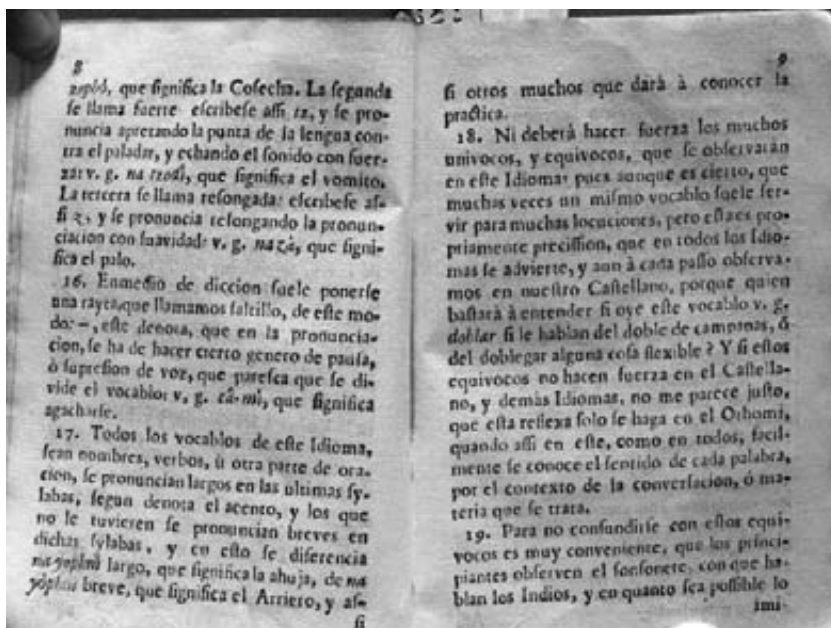 8
que significa la Cosecha. La segunda
se llama fuerte escribese assi tz, y se pro-
nuncia apretando la punta de la lengua con-
tra el paladar, y echando el sonido con fuer-
za: v. g. na tzodi, que significa el vomito.
La tercera se llama resongada: escribese as-
si z, y se pronuncia resongando la pronun-
ciacion con suavidad: v. g. na zà, que signi-
fica el palo.
16. Enmedio de diccion suele ponerse
una rayta, que llamamos saltillo, de este mo-
do: -, este denota, que en la pronuncia-
cion, se ha de hacer cierto genero de pausa,
ò supresion de voz, que paresca que se di-
vide el vocablo: v. g. tâ-mi, que significa
agacharse.
17. Todos los vocablos de este Idioma,
sean nombres, verbos, ù otra parte de ora-
cion, se pronuncian largos en las ultimas sy-
labas, segun denota el acento, y los que
no le tuvieren se pronuncian breves en
dichas sylabas, y en esto se diferencia
largo, que significa la ahuja, de na
breve, que significa el Arriero, y as-
si
9
si otros muchos que darà à conocer la
practica.
18. Ni deberà hacer fuerza los muchos
univocos, y equivocos, que se observaràn
en este Idioma: pues aunque es cierto, que
muchas veces un mismo vocablo suele ser-
vir para muchas locuciones, pero esta es pro-
priamente precission, que en todos los Idio-
mas se advierte, y aun à cada passo observa-
mos en nuestro Castellano, porque quien
bastarà à entender si oye este vocablo v. g.
doblar si le hablan del doble de campanas, ò
del doblegar alguna cosa flexible? Y si estos
equivocos no hacen fuerza en el Castella-
no, y demàs Idiomas, no me parece justo,
que esta reflexa solo se haga en el Othomi,
quando assi en este, como en todos, facil-
mente se conoce el sentido de cada palabra,
por el contexto de la conversacion, ò ma-
teria que se trata.
19. Para no confundirse con estos equi-
vocos es muy conveniente, que los princi-
piantes observen el sonsonete, con que ha-
blan los Indios, y en quanto sea possible lo
imi-